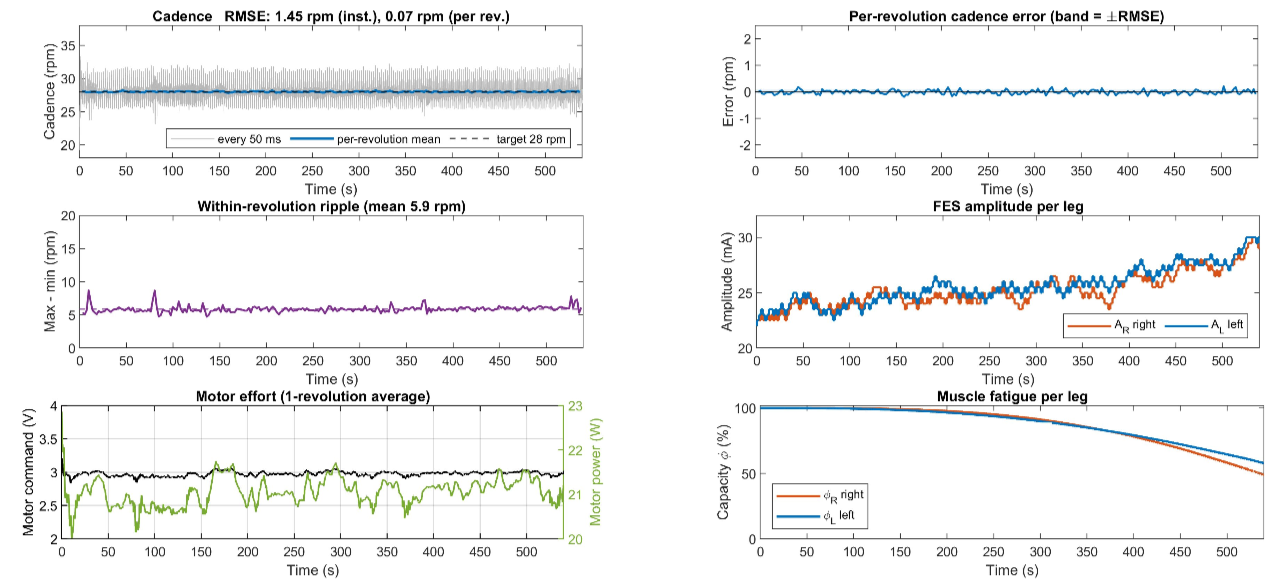 Cadence RMSE: 1.45 rpm (inst.), 0.07 rpm (per rev.)
35
30
25
20
Cadence (rpm)
every 50 ms
per-revolution mean
target 28 rpm
0 50 100 150 200 250 300 350 400 450 500
Time (s)
Per-revolution cadence error (band = ±RMSE)
2
1
0
-1
-2
Error (rpm)
0 50 100 150 200 250 300 350 400 450 500
Time (s)
Within-revolution ripple (mean 5.9 rpm)
20
15
10
5
0
Max - min (rpm)
0 50 100 150 200 250 300 350 400 450 500
Time (s)
FES amplitude per leg
30
25
20
Amplitude (mA)
A_R right
A_L left
0 50 100 150 200 250 300 350 400 450 500
Time (s)
Motor effort (1-revolution average)
4
3.5
3
2.5
2
Motor command (V)
23
22
21
20
Motor power (W)
0 50 100 150 200 250 300 350 400 450 500
Time (s)
Muscle fatigue per leg
100
50
0
Capacity ϕ (%)
ϕ_R right
ϕ_L left
0 50 100 150 200 250 300 350 400 450 500
Time (s)